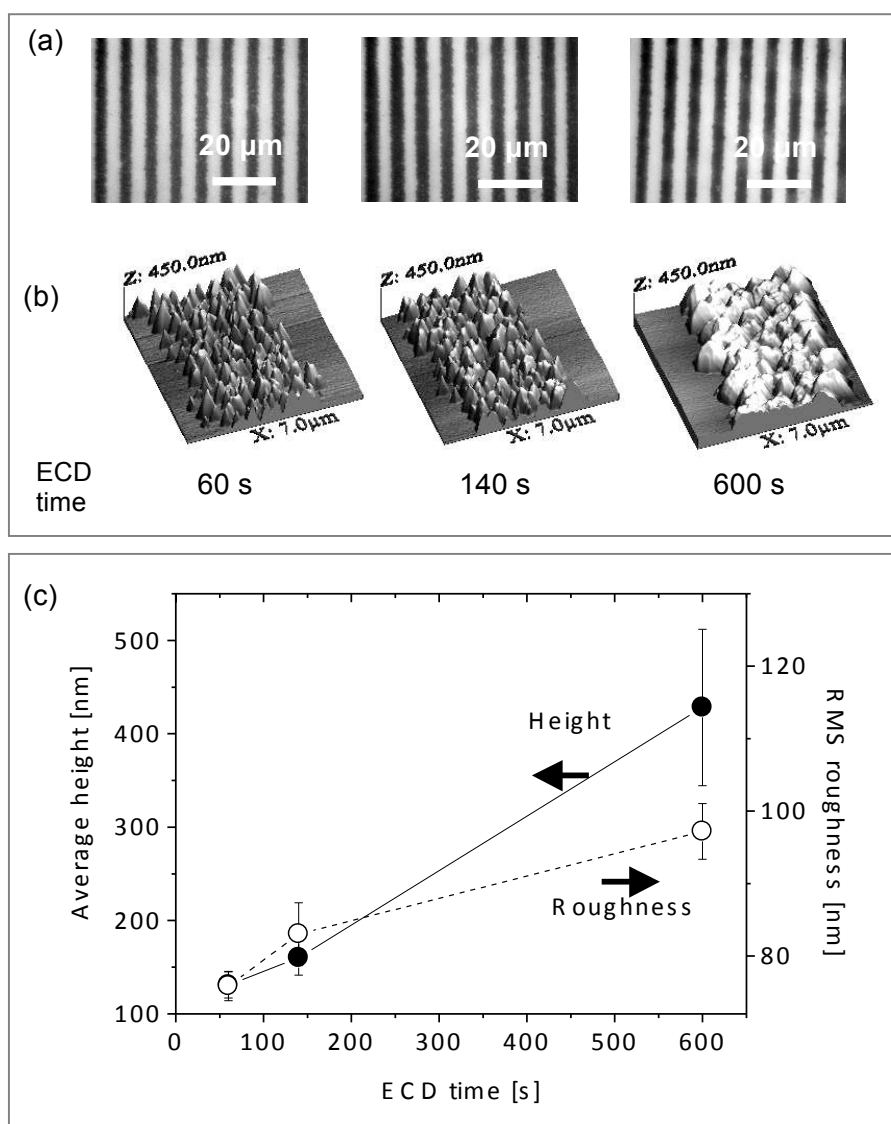 (a)
20 µm
20 µm
20 µm
(b)
Z: 450.0nm
X: 7.0µm
Z: 450.0nm
X: 7.0µm
Z: 450.0nm
X: 7.0µm
ECD time
60 s
140 s
600 s
(c)
Average height [nm]
500
400
300
200
100
Height
Roughness
120
100
80
RMS roughness [nm]
0 100 200 300 400 500 600
ECD time [s]